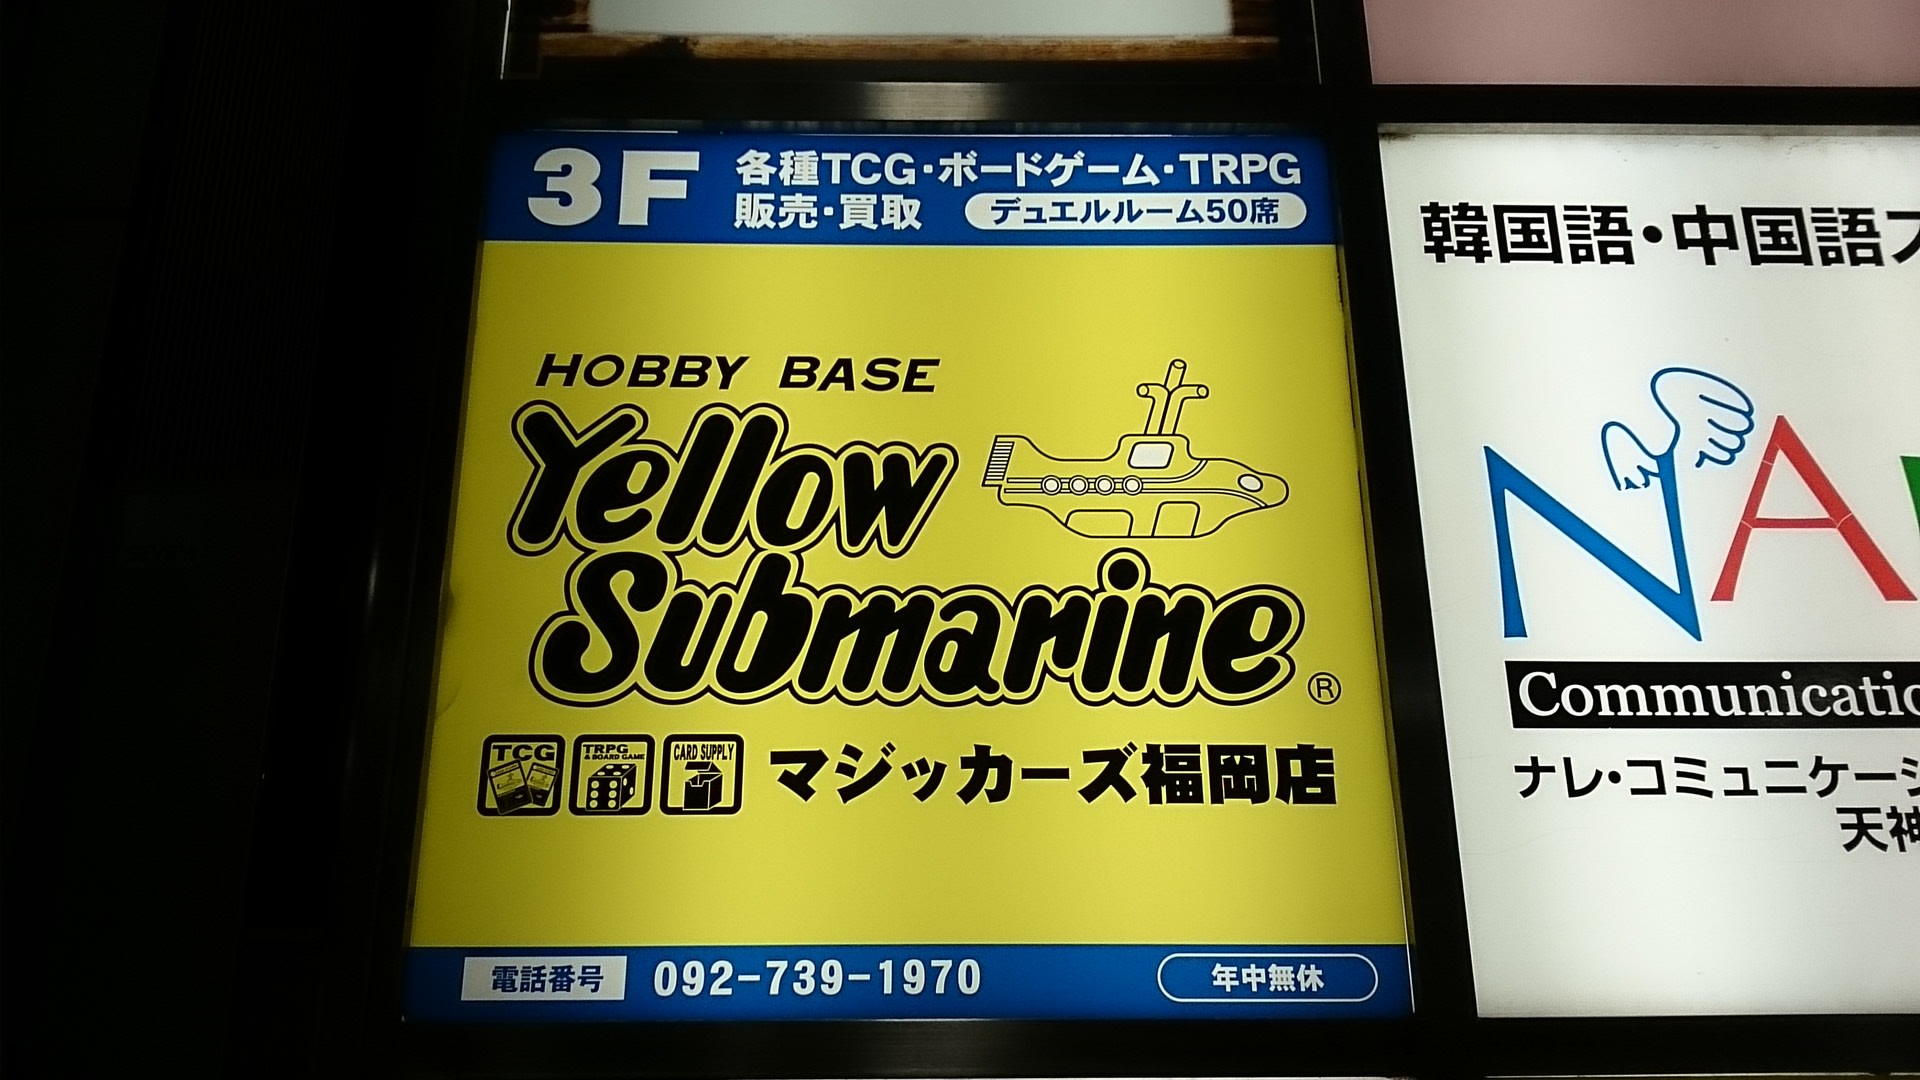 3F
各種TCG・ボードゲーム・TRPG
販売・買取 デュエルルーム50席
HOBBY BASE
Yellow
Submarine®
TCG
TRPG
& BOARD GAME
CARD SUPPLY
マジッカーズ福岡店
電話番号 092-739-1970 年中無休
韓国語・中国語
NA
Communicatio
ナレ・コミュニケーシ
天神